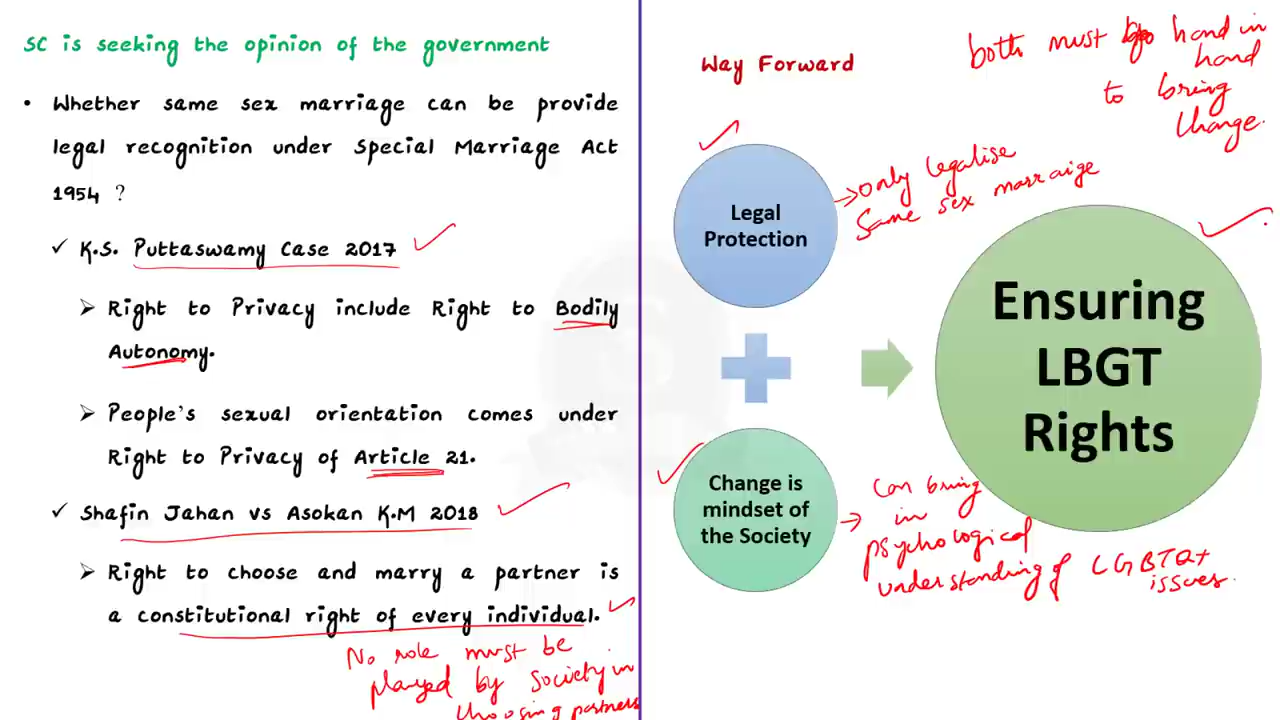 SC is seeking the opinion of the government
• Whether same sex marriage can be provide
legal recognition under Special Marriage Act
1954 ?
✓ K.S. Puttaswamy Case 2017
➢ Right to Privacy include Right to Bodily
Autonomy.
➢ People's sexual orientation comes under
Right to Privacy of Article 21.
✓ Shafin Jahan vs Asokan K.M 2018
➢ Right to choose and marry a partner is
a constitutional right of every individual.
No role must be
played by Society in
choosing partners
Way Forward
both must go hand in
hand
to bring
change.
Legal
Protection
only legalise
same sex marraige
Change is
mindset of
the Society
can bring
in
psychological
understanding of LGBTQ+
issues.
Ensuring
LBGT
Rights